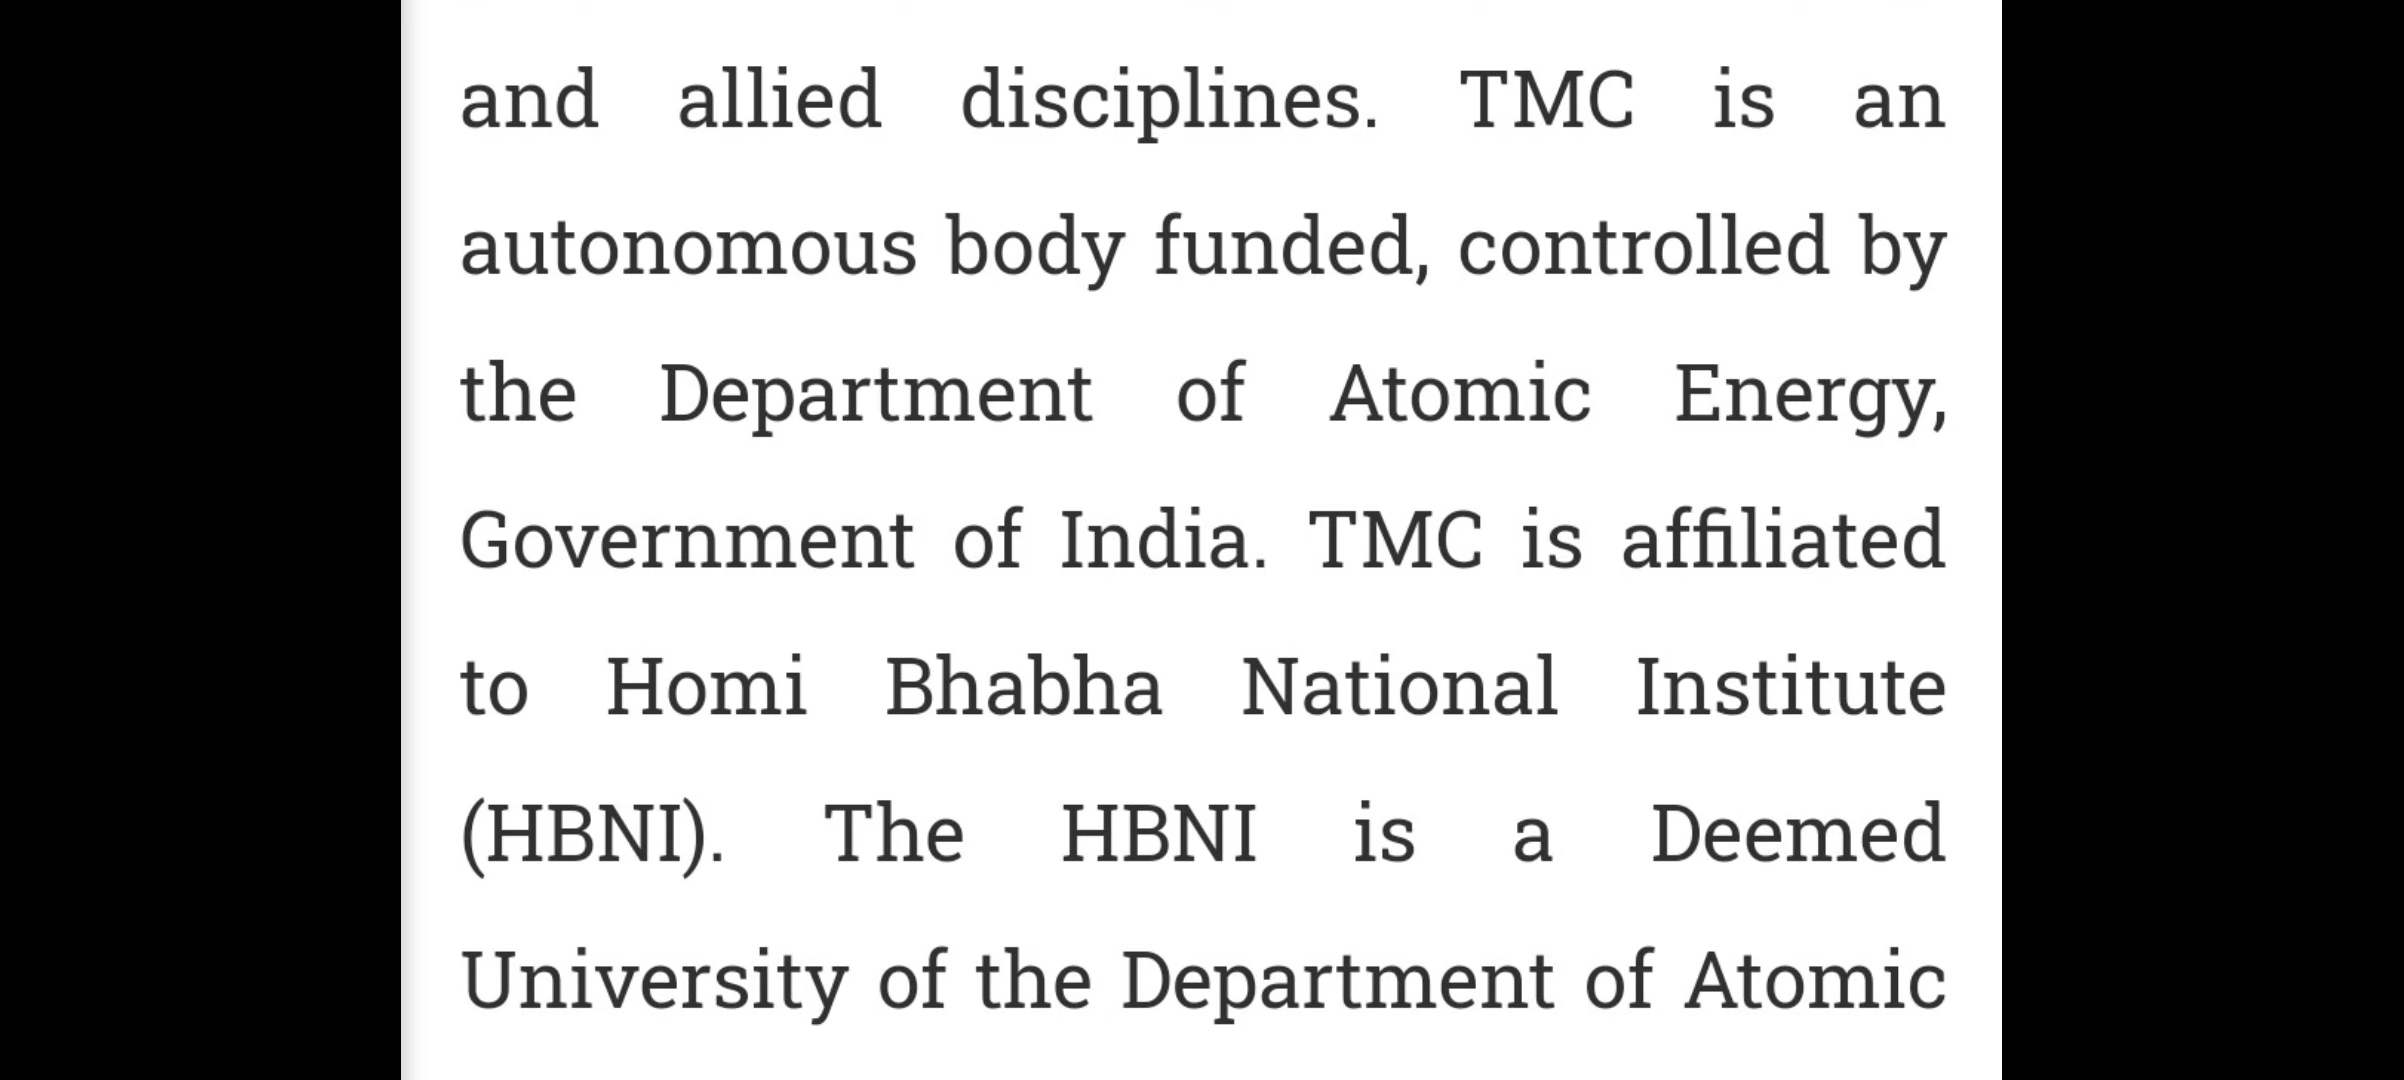 and allied disciplines. TMC is an
autonomous body funded, controlled by
the Department of Atomic Energy,
Government of India. TMC is affiliated
to Homi Bhabha National Institute
(HBNI). The HBNI is a Deemed
University of the Department of Atomic